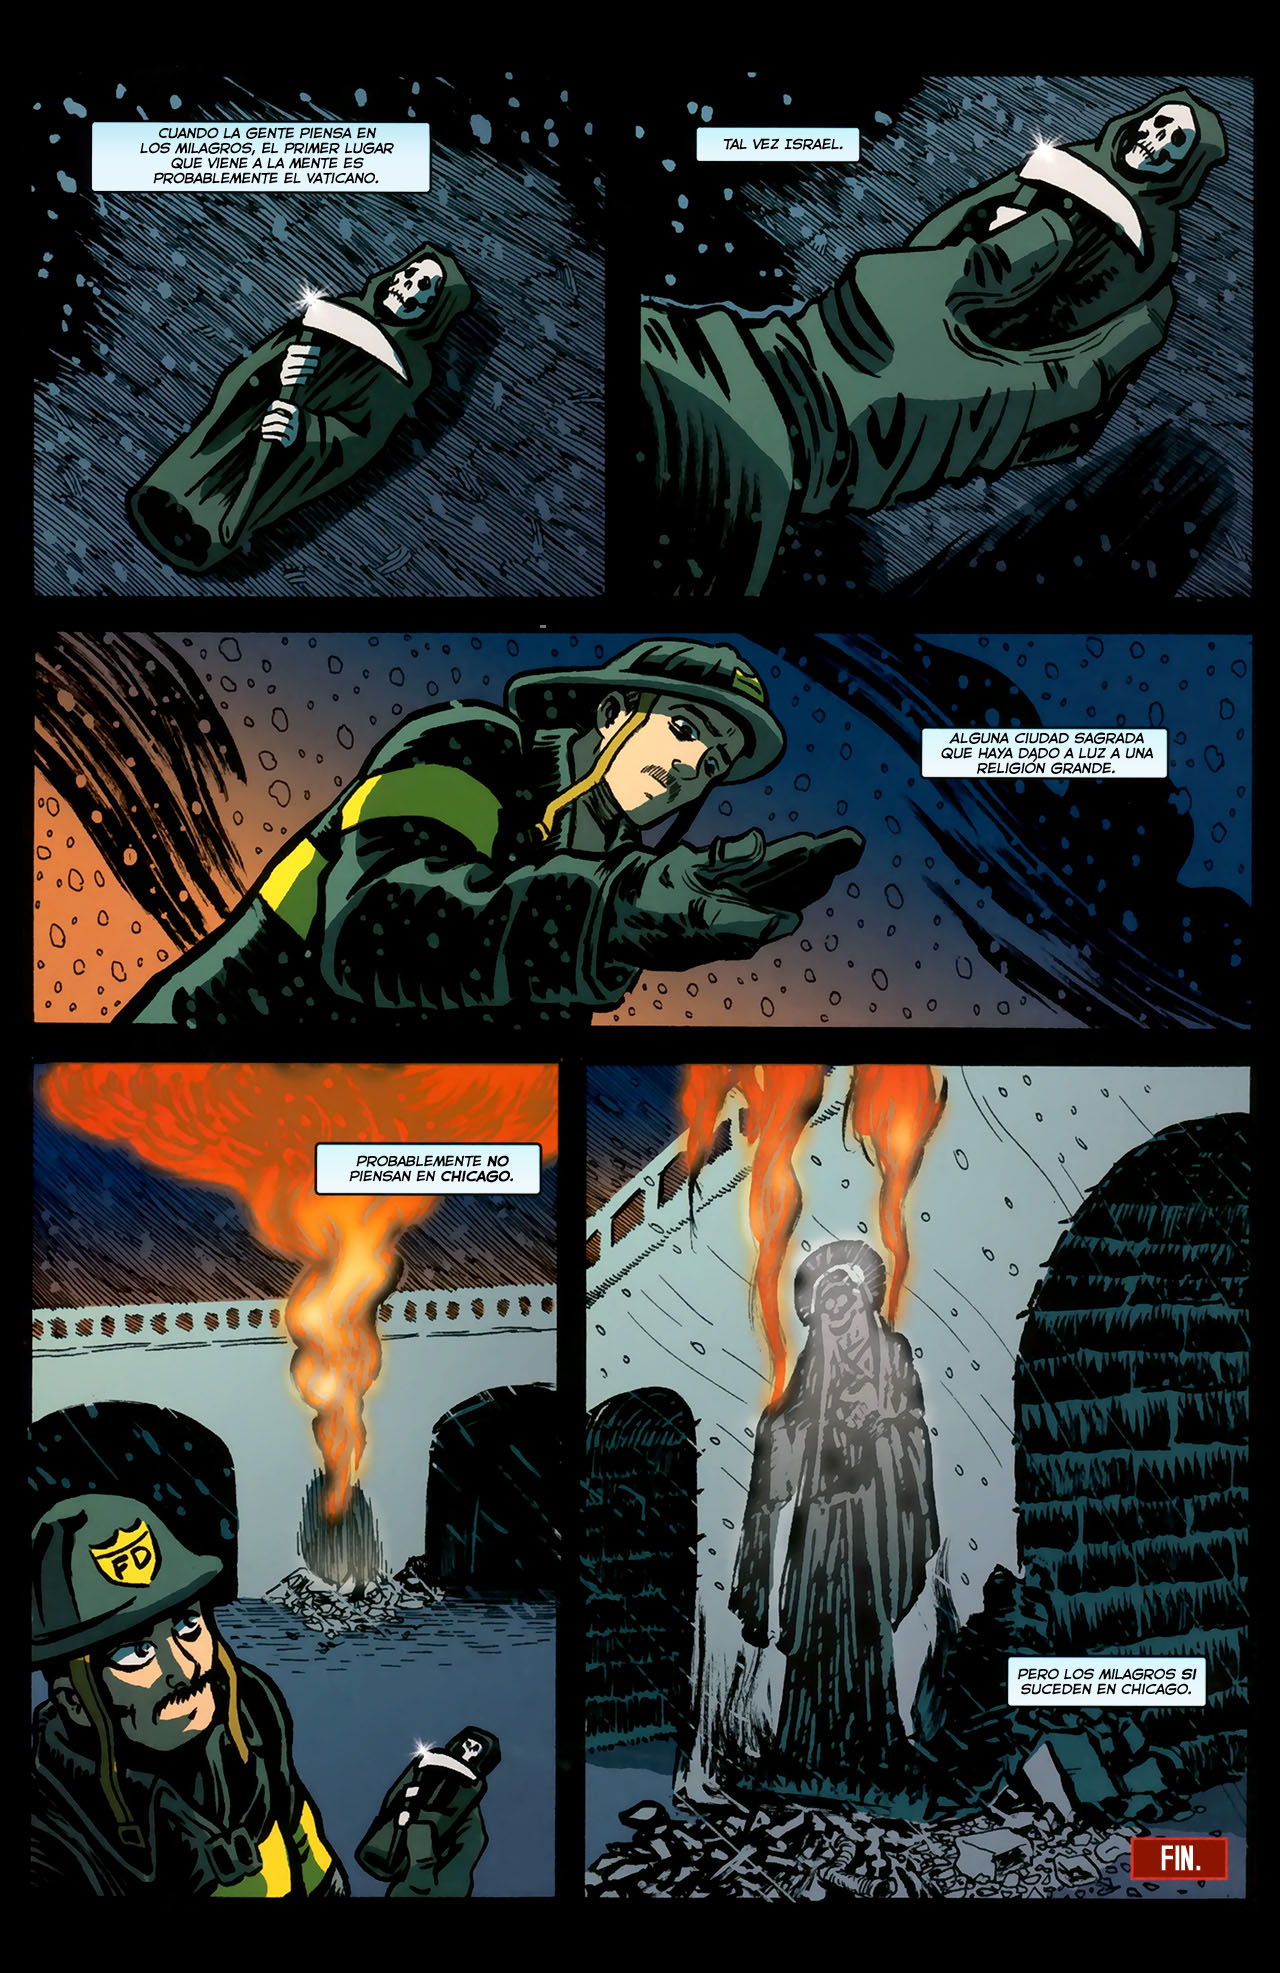 CUANDO LA GENTE PIENSA EN
LOS MILAGROS, EL PRIMER LUGAR
QUE VIENE A LA MENTE ES
PROBABLEMENTE EL VATICANO.
TAL VEZ ISRAEL.
ALGUNA CIUDAD SAGRADA
QUE HAYA DADO A LUZ A UNA
RELIGIÓN GRANDE.
PROBABLEMENTE NO
PIENSAN EN CHICAGO.
FD
PERO LOS MILAGROS SI
SUCEDEN EN CHICAGO.
FIN.